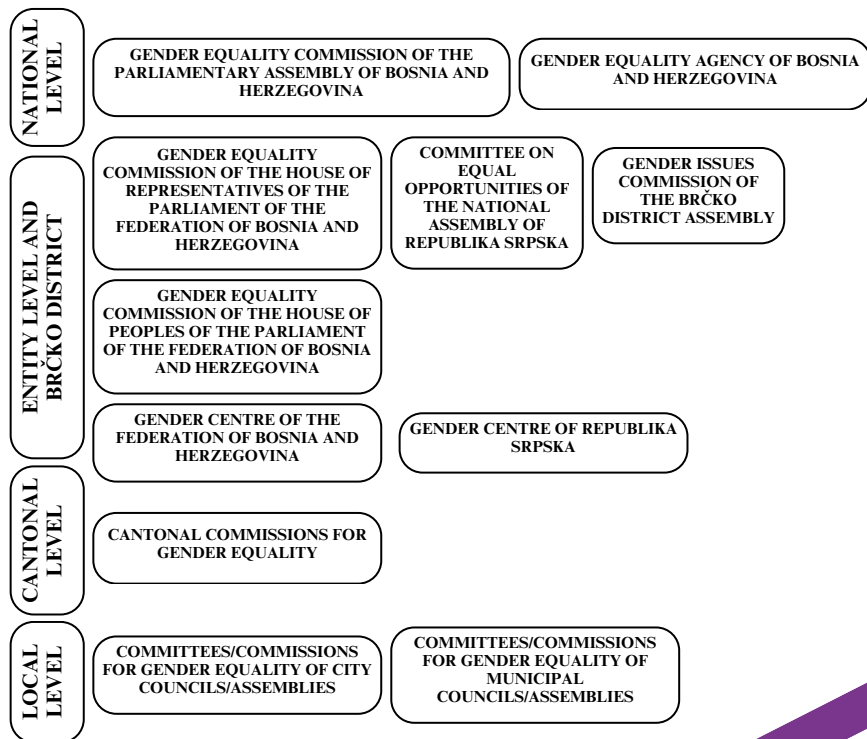 NATIONAL
LEVEL
GENDER EQUALITY COMMISSION OF THE
PARLIAMENTARY ASSEMBLY OF BOSNIA AND
HERZEGOVINA
GENDER EQUALITY AGENCY OF BOSNIA
AND HERZEGOVINA
ENTITY LEVEL AND
BRČKO DISTRICT
GENDER EQUALITY
COMMISSION OF THE HOUSE OF
REPRESENTATIVES OF THE
PARLIAMENT OF THE
FEDERATION OF BOSNIA AND
HERZEGOVINA
COMMITTEE ON
EQUAL
OPPORTUNITIES OF
THE NATIONAL
ASSEMBLY OF
REPUBLIKA SRPSKA
GENDER ISSUES
COMMISSION OF
THE BRČKO
DISTRICT ASSEMBLY
GENDER EQUALITY
COMMISSION OF THE HOUSE OF
PEOPLES OF THE PARLIAMENT
OF THE FEDERATION OF BOSNIA
AND HERZEGOVINA
GENDER CENTRE OF THE
FEDERATION OF BOSNIA AND
HERZEGOVINA
GENDER CENTRE OF REPUBLIKA
SRPSKA
CANTONAL
LEVEL
CANTONAL COMMISSIONS FOR
GENDER EQUALITY
LOCAL
LEVEL
COMMITTEES/COMMISSIONS
FOR GENDER EQUALITY OF CITY
COUNCILS/ASSEMBLIES
COMMITTEES/COMMISSIONS
FOR GENDER EQUALITY OF
MUNICIPAL
COUNCILS/ASSEMBLIES